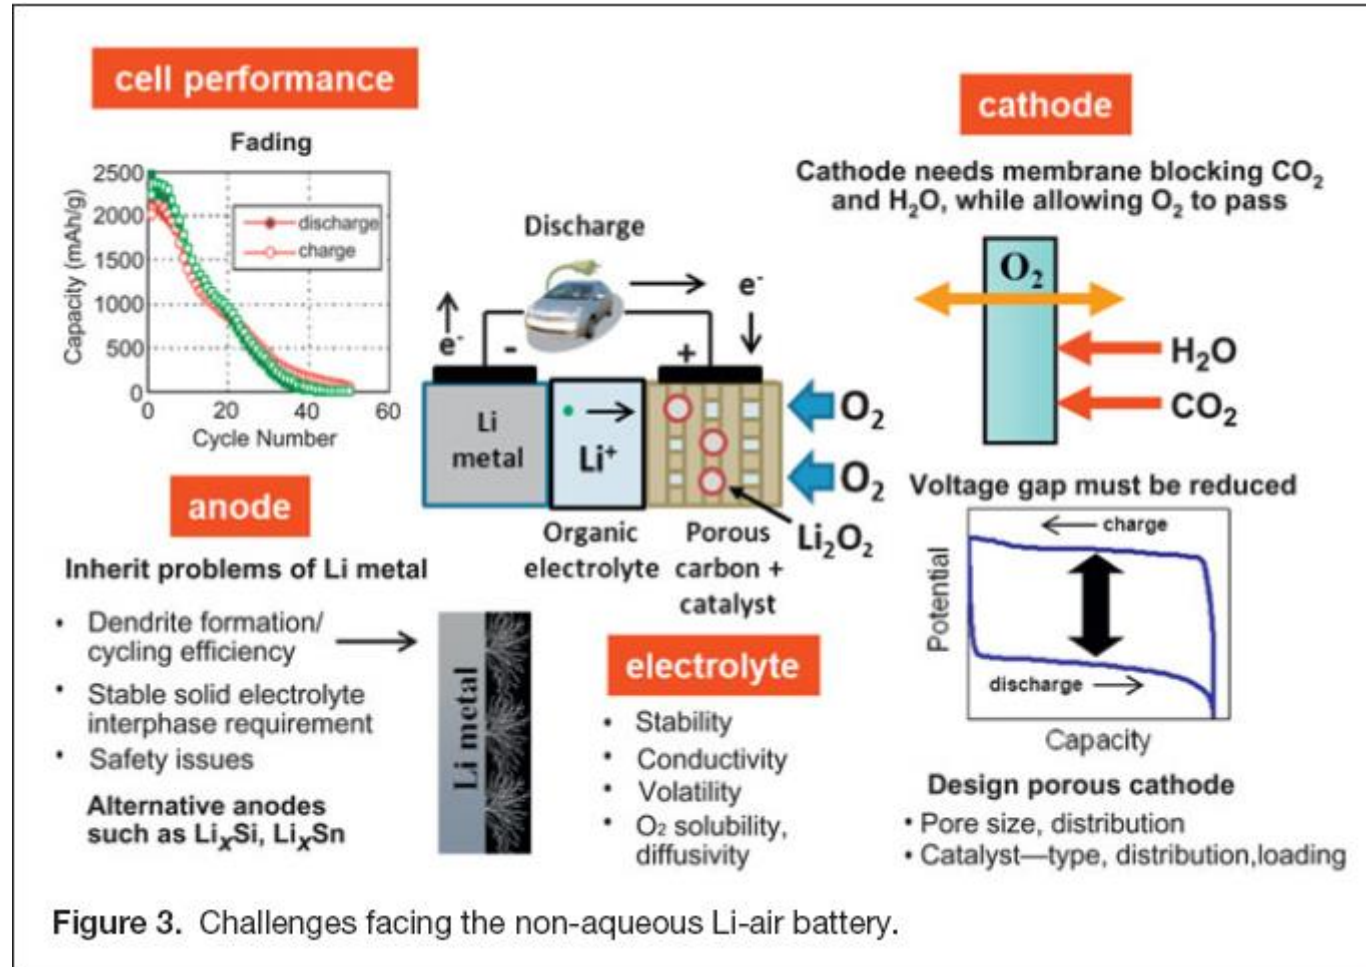 cell performance
Fading
Capacity (mAh/g)
2500
2000
1500
1000
500
0
0 20 40 60
Cycle Number
discharge
charge
Discharge
e-
e-
-
+
Li
metal
Li+
O2
O2
Organic
electrolyte
Porous
carbon +
catalyst
Li2O2
cathode
Cathode needs membrane blocking CO2
and H2O, while allowing O2 to pass
O2
H2O
CO2
Voltage gap must be reduced
charge
Potential
discharge
Capacity
Design porous cathode
• Pore size, distribution
• Catalyst—type, distribution,loading
anode
Inherit problems of Li metal
• Dendrite formation/
cycling efficiency
• Stable solid electrolyte
interphase requirement
• Safety issues
Alternative anodes
such as LixSi, LixSn
Li metal
electrolyte
• Stability
• Conductivity
• Volatility
• O2 solubility,
diffusivity
Figure 3. Challenges facing the non-aqueous Li-air battery.